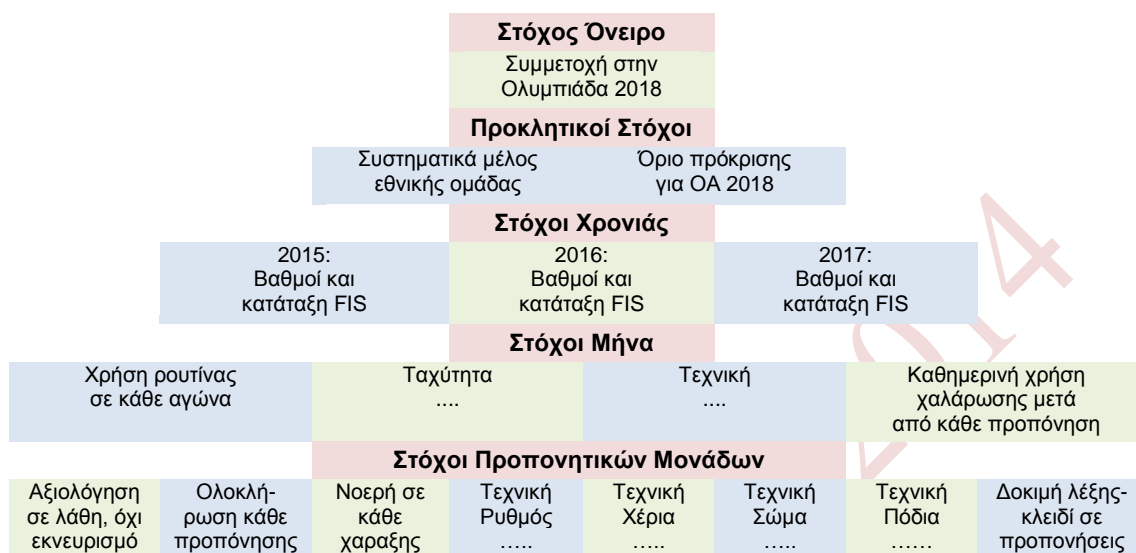 Στόχος Όνειρο
Συμμετοχή στην
Ολυμπιάδα 2018
Προκλητικοί Στόχοι
Συστηματικά μέλος
εθνικής ομάδας
Όριο πρόκρισης
για ΟΑ 2018
Στόχοι Χρονιάς
2015:
Βαθμοί και
κατάταξη FIS
2016:
Βαθμοί και
κατάταξη FIS
2017:
Βαθμοί και
κατάταξη FIS
Στόχοι Μήνα
Χρήση ρουτίνας
σε κάθε αγώνα
Ταχύτητα
....
Τεχνική
....
Καθημερινή χρήση
χαλάρωσης μετά
από κάθε προπόνηση
Στόχοι Προπονητικών Μονάδων
Αξιολόγηση
σε λάθη, όχι
εκνευρισμό
Ολοκλή-
ρωση κάθε
προπόνησης
Νοερή σε
κάθε
χαραξης
Τεχνική
Ρυθμός
.....
Τεχνική
Χέρια
.....
Τεχνική
Σώμα
.....
Τεχνική
Πόδια
......
Δοκιμή λέξης-
κλειδί σε
προπονήσεις
2014